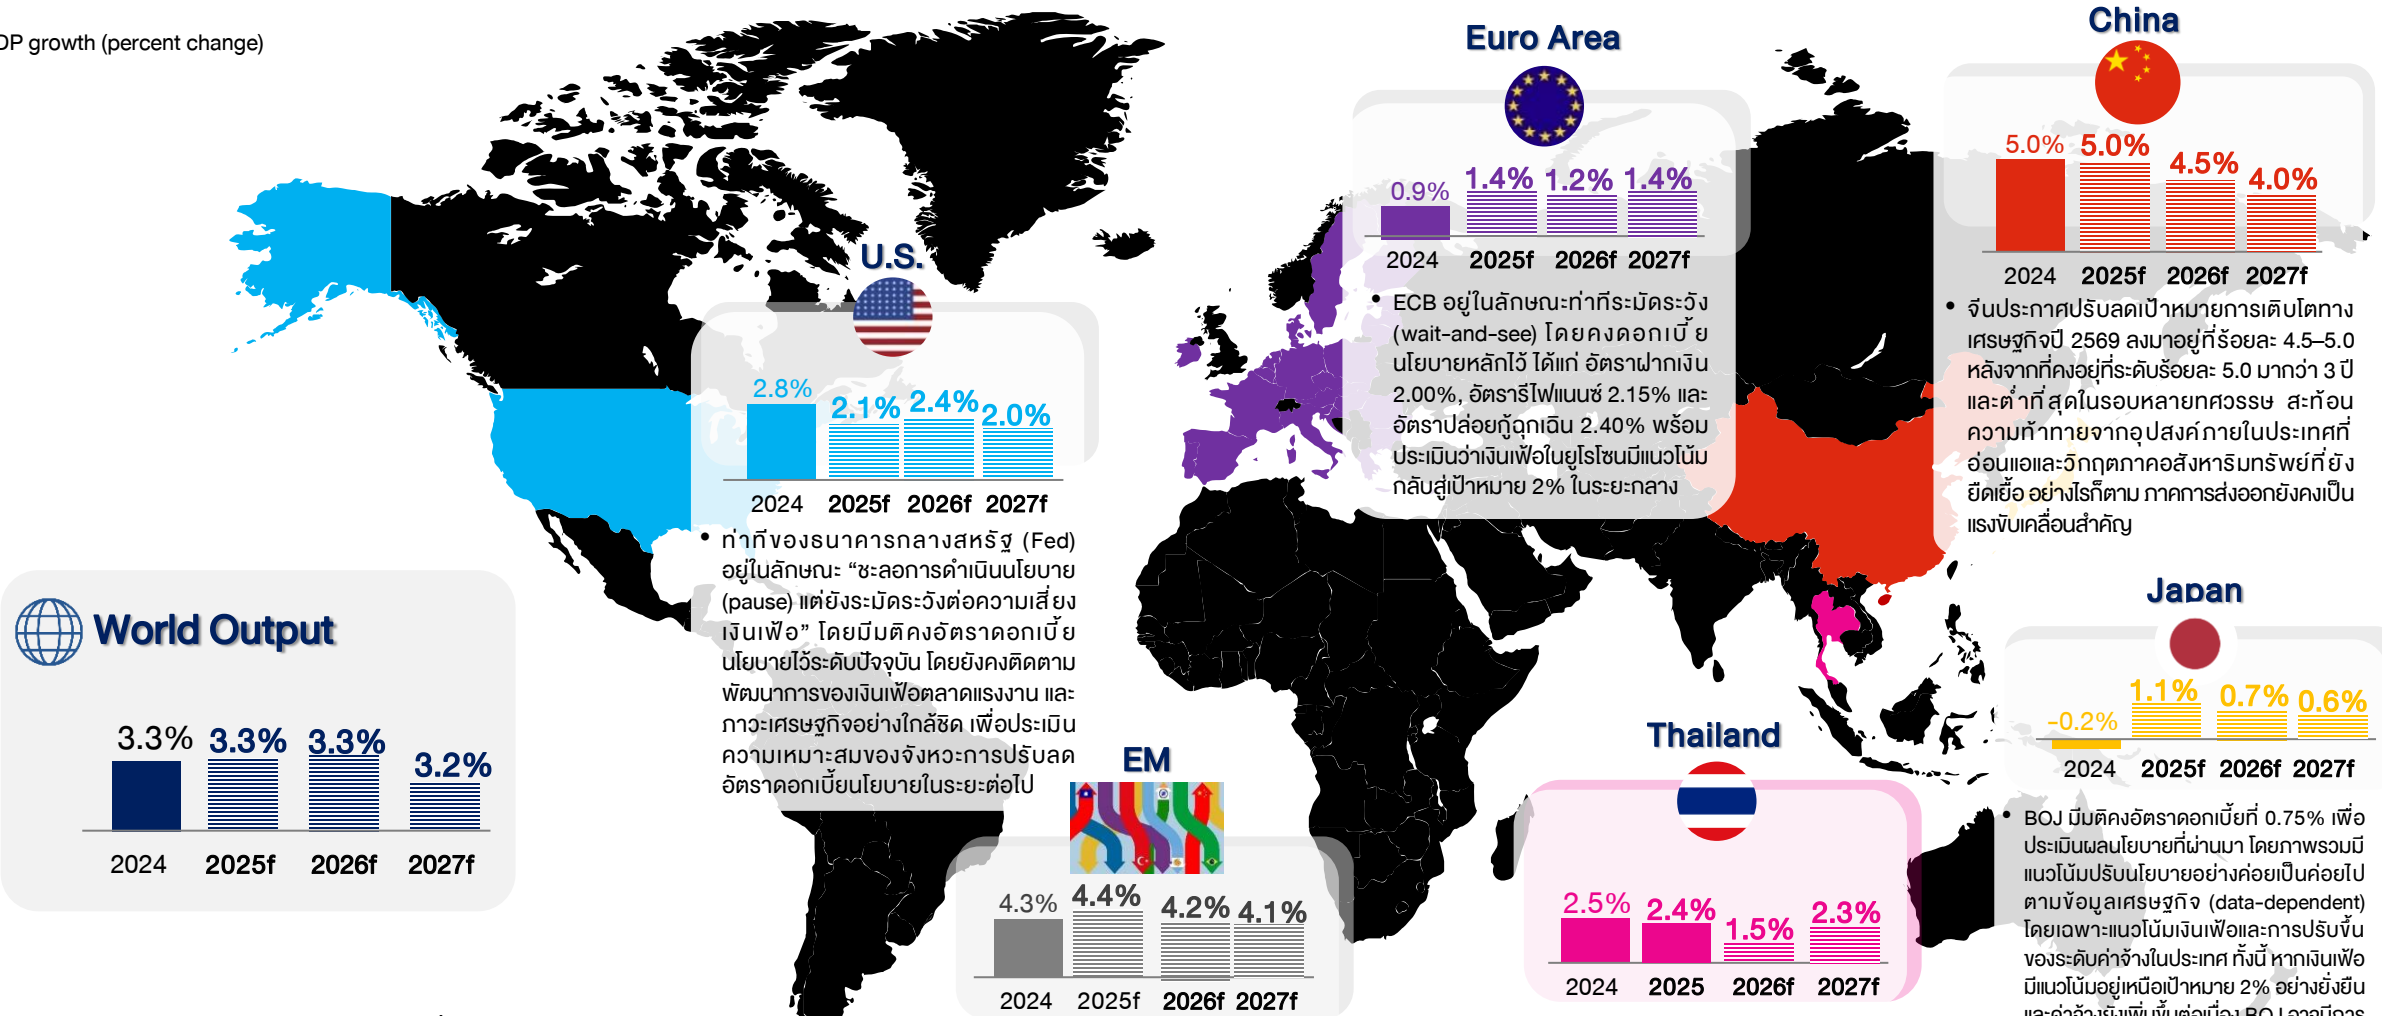 DP growth (percent change)
World Output
3.3% 3.3% 3.3% 3.2%
2024 2025f 2026f 2027f
U.S.
2.8% 2.1% 2.4% 2.0%
2024 2025f 2026f 2027f
• ท่าทีของธนาคารกลางสหรัฐ (Fed)
อยู่ในลักษณะ “ชะลอการดำเนินนโยบาย
(pause) แต่ยังระมัดระวังต่อความเสี่ยง
เงินเฟ้อ” โดยมีมติคงอัตราดอกเบี้ย
นโยบายไว้ระดับปัจจุบัน โดยยังคงติดตาม
พัฒนาการของเงินเฟ้อตลาดแรงงาน และ
ภาวะเศรษฐกิจอย่างใกล้ชิด เพื่อประเมิน
ความเหมาะสมของจังหวะการปรับลด
อัตราดอกเบี้ยนโยบายในระยะต่อไป
EM
4.3% 4.4% 4.2% 4.1%
2024 2025f 2026f 2027f
Euro Area
0.9% 1.4% 1.2% 1.4%
2024 2025f 2026f 2027f
• ECB อยู่ในลักษณะท่าทีระมัดระวัง
(wait-and-see) โดยคงดอกเบี้ย
นโยบายหลักไว้ ได้แก่ อัตราฝากเงิน
2.00%, อัตรารีไฟแนนซ์ 2.15% และ
อัตราปล่อยกู้ฉุกเฉิน 2.40% พร้อม
ประเมินว่าเงินเฟ้อในยูโรโซนมีแนวโน้ม
กลับสู่เป้าหมาย 2% ในระยะกลาง
China
5.0% 5.0% 4.5% 4.0%
2024 2025f 2026f 2027f
• จีนประกาศปรับลดเป้าหมายการเติบโตทาง
เศรษฐกิจปี 2569 ลงมาอยู่ที่ร้อยละ 4.5–5.0
หลังจากที่คงอยู่ที่ระดับร้อยละ 5.0 มากว่า 3 ปี
และต่ำที่สุดในรอบหลายทศวรรษ สะท้อน
ความท้าทายจากอุปสงค์ภายในประเทศที่
อ่อนแอและวิกฤตภาคอสังหาริมทรัพย์ที่ยัง
ยืดเยื้อ อย่างไรก็ตาม ภาคการส่งออกยังคงเป็น
แรงขับเคลื่อนสำคัญ
Thailand
2.5% 2.4% 1.5% 2.3%
2024 2025 2026f 2027f
Japan
-0.2% 1.1% 0.7% 0.6%
2024 2025f 2026f 2027f
• BOJ มีมติคงอัตราดอกเบี้ยที่ 0.75% เพื่อ
ประเมินผลนโยบายที่ผ่านมา โดยภาพรวมมี
แนวโน้มปรับนโยบายอย่างค่อยเป็นค่อยไป
ตามข้อมูลเศรษฐกิจ (data-dependent)
โดยเฉพาะแนวโน้มเงินเฟ้อและการปรับขึ้น
ของระดับค่าจ้างในประเทศ ทั้งนี้ หากเงินเฟ้อ
มีแนวโน้มอยู่เหนือเป้าหมาย 2% อย่างยั่งยืน
และค่าจ้างยังเพิ่มขึ้นต่อเนื่อง BOJ อาจมีการ